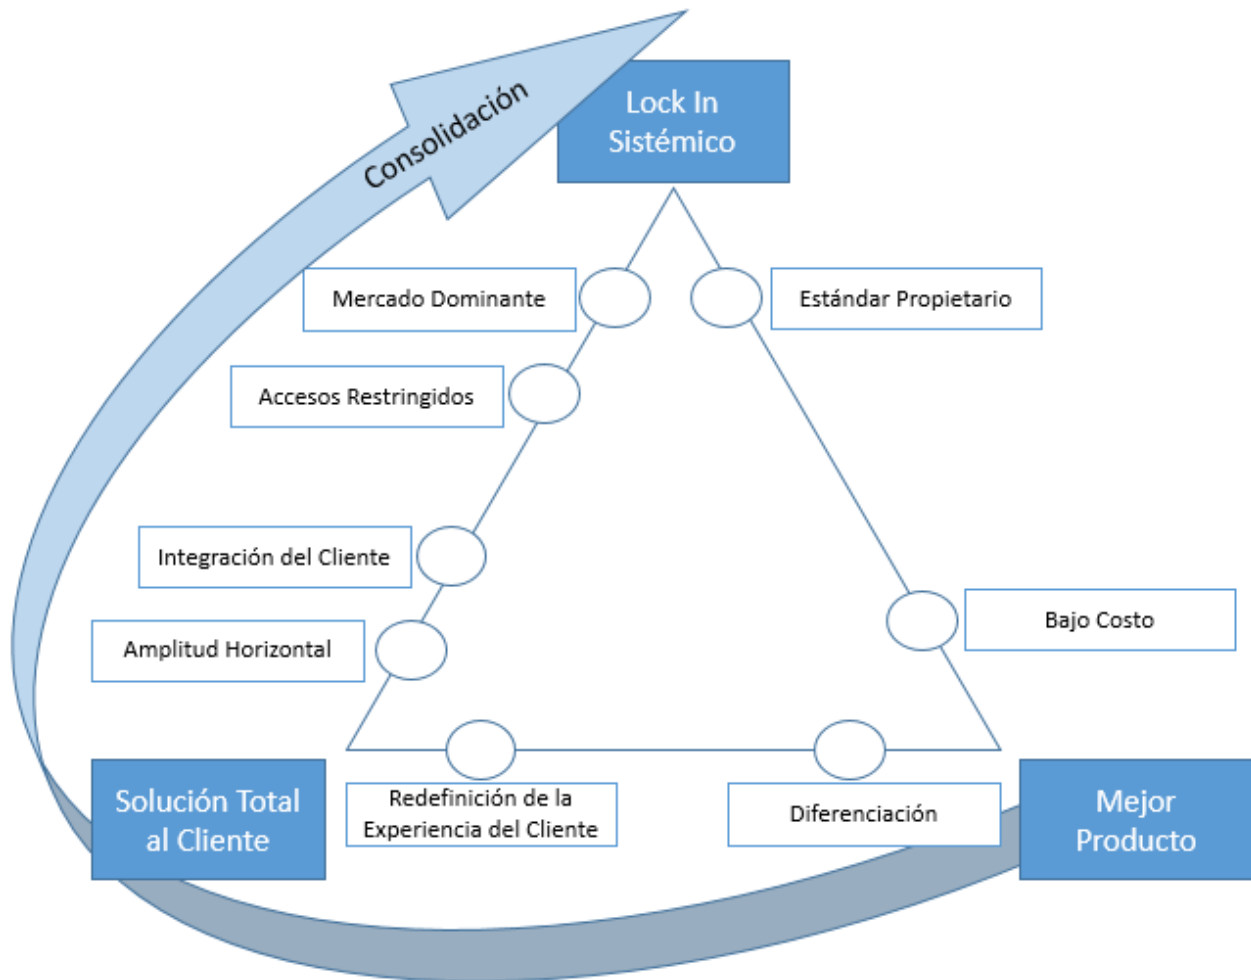 Consolidación
Lock In
Sistémico
Mercado Dominante
Estándar Propietario
Accesos Restringidos
Integración del Cliente
Amplitud Horizontal
Bajo Costo
Solución Total
al Cliente
Redefinición de la
Experiencia del Cliente
Diferenciación
Mejor
Producto